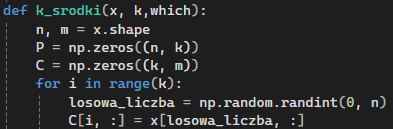 def k_srodki(x, k,which):
    n, m = x.shape
    P = np.zeros((n, k))
    C = np.zeros((k, m))
    for i in range(k):
        losowa_liczba = np.random.randint(0, n)
        C[i, :] = x[losowa_liczba, :]